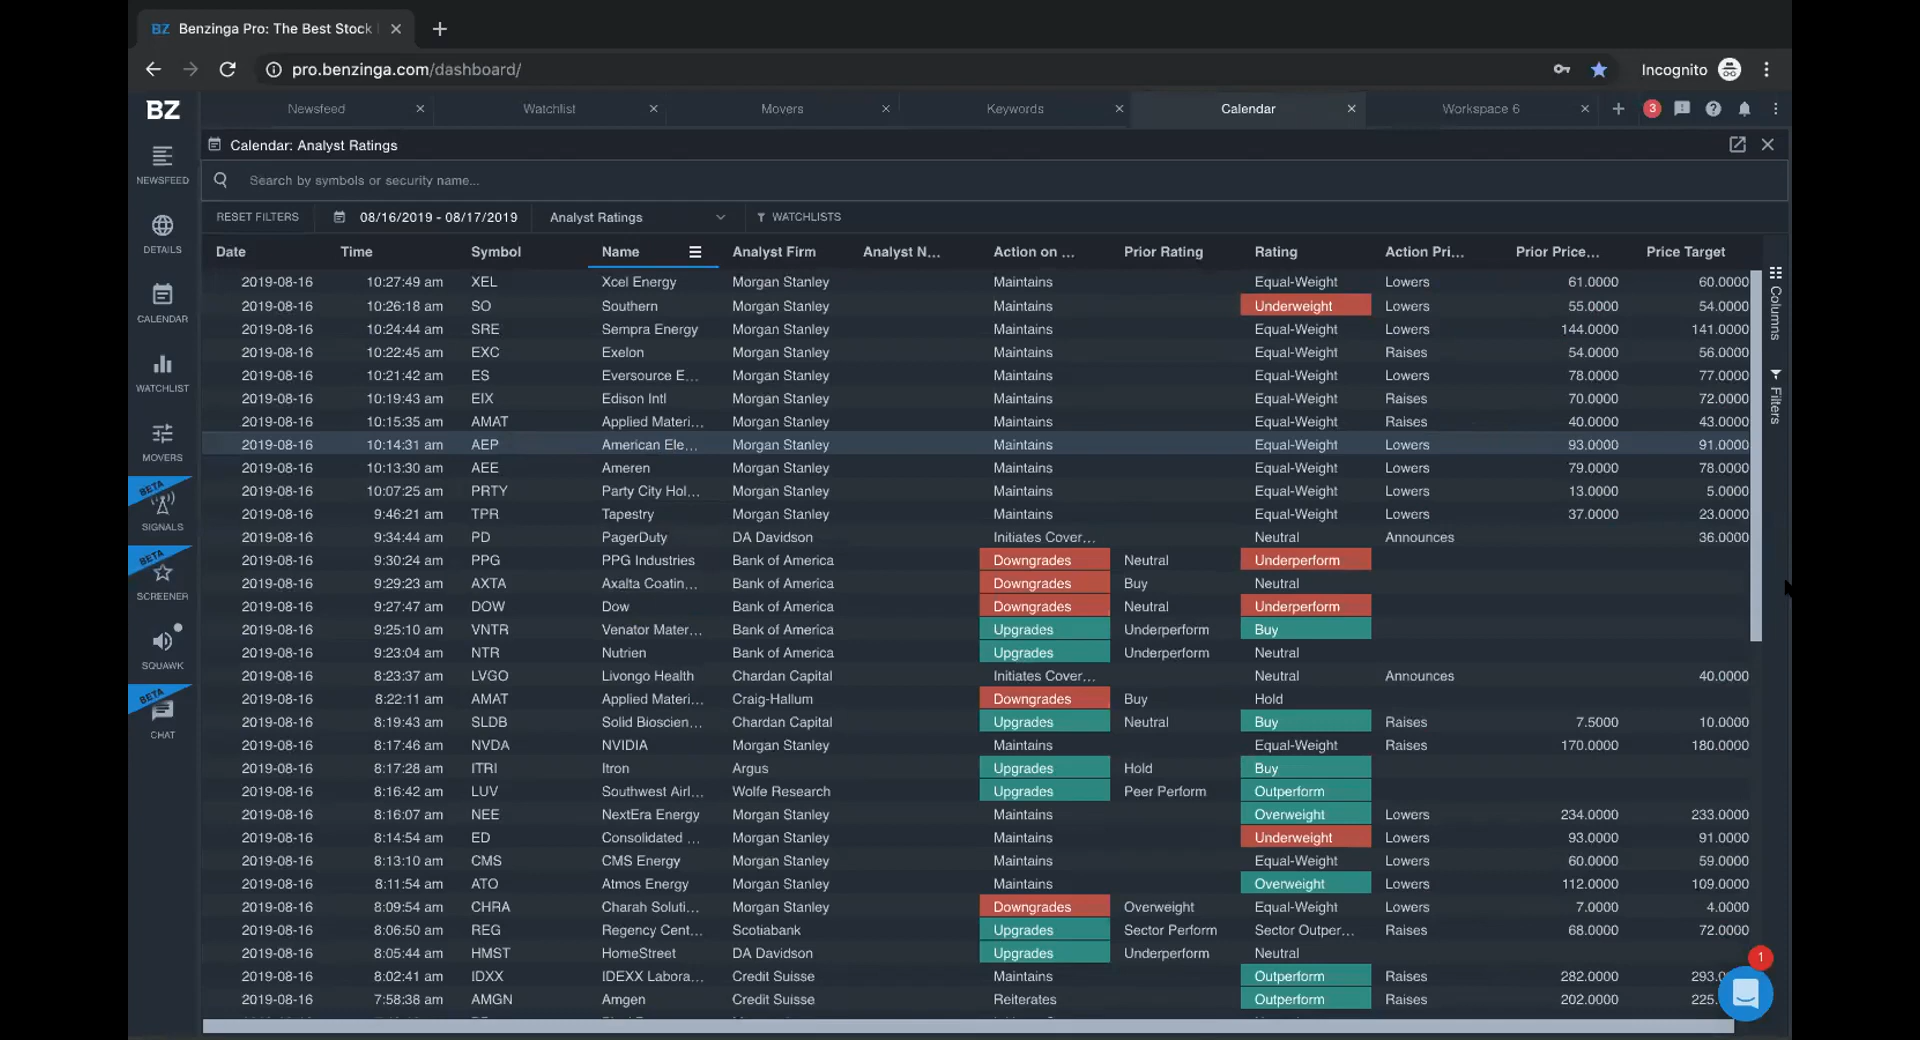 BZ Benzinga Pro: The Best Stock
pro.benzinga.com/dashboard/
Incognito
BZ
Newsfeed
Watchlist
Movers
Keywords
Calendar
Workspace 6
3
Calendar: Analyst Ratings
Search by symbols or security name...
RESET FILTERS 08/16/2019 - 08/17/2019 Analyst Ratings WATCHLISTS
NEWSFEED
DETAILS
CALENDAR
WATCHLIST
MOVERS
BETA
SIGNALS
BETA
SCREENER
SQUAWK
BETA
CHAT
Date Time Symbol Name Analyst Firm Analyst N... Action on ... Prior Rating Rating Action Pri... Prior Price... Price Target
2019-08-16 10:27:49 am XEL Xcel Energy Morgan Stanley Maintains Equal-Weight Lowers 61.0000 60.0000
2019-08-16 10:26:18 am SO Southern Morgan Stanley Maintains Underweight Lowers 55.0000 54.0000
2019-08-16 10:24:44 am SRE Sempra Energy Morgan Stanley Maintains Equal-Weight Lowers 144.0000 141.0000
2019-08-16 10:22:45 am EXC Exelon Morgan Stanley Maintains Equal-Weight Raises 54.0000 56.0000
2019-08-16 10:21:42 am ES Eversource E... Morgan Stanley Maintains Equal-Weight Lowers 78.0000 77.0000
2019-08-16 10:19:43 am EIX Edison Intl Morgan Stanley Maintains Equal-Weight Raises 70.0000 72.0000
2019-08-16 10:15:35 am AMAT Applied Materi... Morgan Stanley Maintains Equal-Weight Raises 40.0000 43.0000
2019-08-16 10:14:31 am AEP American Ele... Morgan Stanley Maintains Equal-Weight Lowers 93.0000 91.0000
2019-08-16 10:13:30 am AEE Ameren Morgan Stanley Maintains Equal-Weight Lowers 79.0000 78.0000
2019-08-16 10:07:25 am PRTY Party City Hol... Morgan Stanley Maintains Equal-Weight Lowers 13.0000 5.0000
2019-08-16 9:46:21 am TPR Tapestry Morgan Stanley Maintains Equal-Weight Lowers 37.0000 23.0000
2019-08-16 9:34:44 am PD PagerDuty DA Davidson Initiates Cover... Neutral Announces 36.0000
2019-08-16 9:30:24 am PPG PPG Industries Bank of America Downgrades Neutral Underperform
2019-08-16 9:29:23 am AXTA Axalta Coatin... Bank of America Downgrades Buy Neutral
2019-08-16 9:27:47 am DOW Dow Bank of America Downgrades Neutral Underperform
2019-08-16 9:25:10 am VNTR Venator Mater... Bank of America Upgrades Underperform Buy
2019-08-16 9:23:04 am NTR Nutrien Bank of America Upgrades Underperform Neutral
2019-08-16 8:23:37 am LVGO Livongo Health Chardan Capital Initiates Cover... Neutral Announces 40.0000
2019-08-16 8:22:11 am AMAT Applied Materi... Craig-Hallum Downgrades Buy Hold
2019-08-16 8:19:43 am SLDB Solid Bioscien... Chardan Capital Upgrades Neutral Buy Raises 7.5000 10.0000
2019-08-16 8:17:46 am NVDA NVIDIA Morgan Stanley Maintains Equal-Weight Raises 170.0000 180.0000
2019-08-16 8:17:28 am ITRI Itron Argus Upgrades Hold Buy
2019-08-16 8:16:42 am LUV Southwest Airl... Wolfe Research Upgrades Peer Perform Outperform
2019-08-16 8:16:07 am NEE NextEra Energy Morgan Stanley Maintains Overweight Lowers 234.0000 233.0000
2019-08-16 8:14:54 am ED Consolidated ... Morgan Stanley Maintains Underweight Lowers 93.0000 91.0000
2019-08-16 8:13:10 am CMS CMS Energy Morgan Stanley Maintains Equal-Weight Lowers 60.0000 59.0000
2019-08-16 8:11:54 am ATO Atmos Energy Morgan Stanley Maintains Overweight Lowers 112.0000 109.0000
2019-08-16 8:09:54 am CHRA Charah Soluti... Morgan Stanley Downgrades Overweight Equal-Weight Lowers 7.0000 4.0000
2019-08-16 8:06:50 am REG Regency Cent... Scotiabank Upgrades Sector Perform Sector Outper... Raises 68.0000 72.0000
2019-08-16 8:05:44 am HMST HomeStreet DA Davidson Upgrades Underperform Neutral
2019-08-16 8:02:41 am IDXX IDEXX Labora... Credit Suisse Maintains Outperform Raises 282.0000 293.0
2019-08-16 7:58:38 am AMGN Amgen Credit Suisse Reiterates Outperform Raises 202.0000 225.
Columns
Filters
1